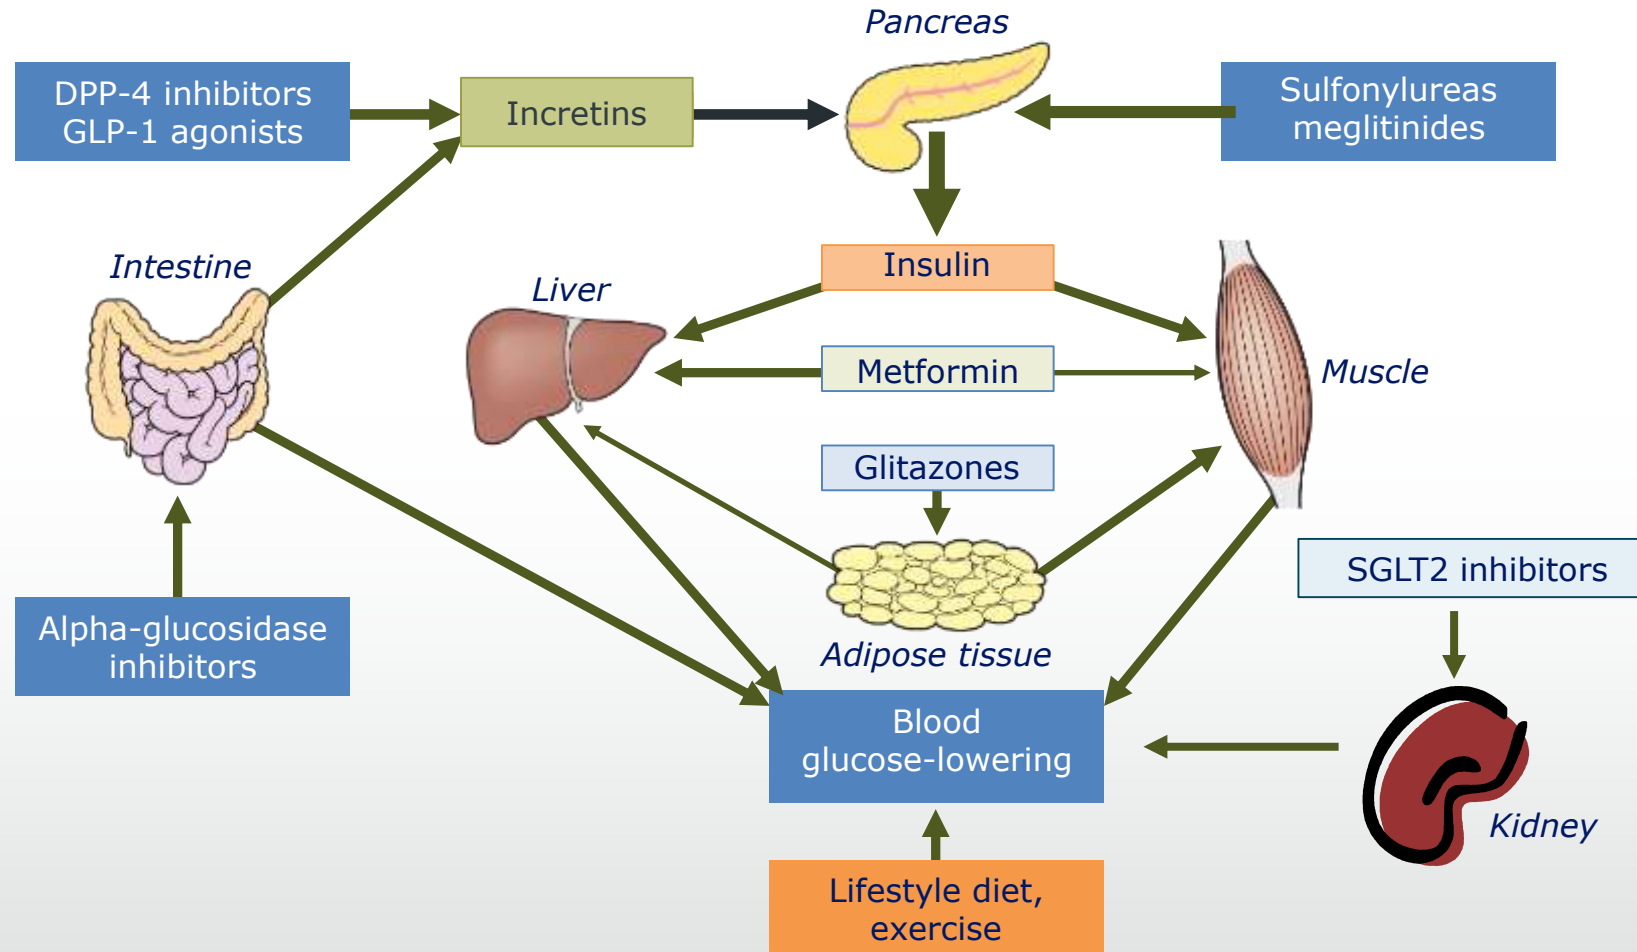 Pancreas
DPP-4 inhibitors
GLP-1 agonists
Incretins
Sulfonylureas
meglitinides
Intestine
Liver
Insulin
Metformin
Muscle
Glitazones
SGLT2 inhibitors
Alpha-glucosidase
inhibitors
Adipose tissue
Blood
glucose-lowering
Kidney
Lifestyle diet,
exercise